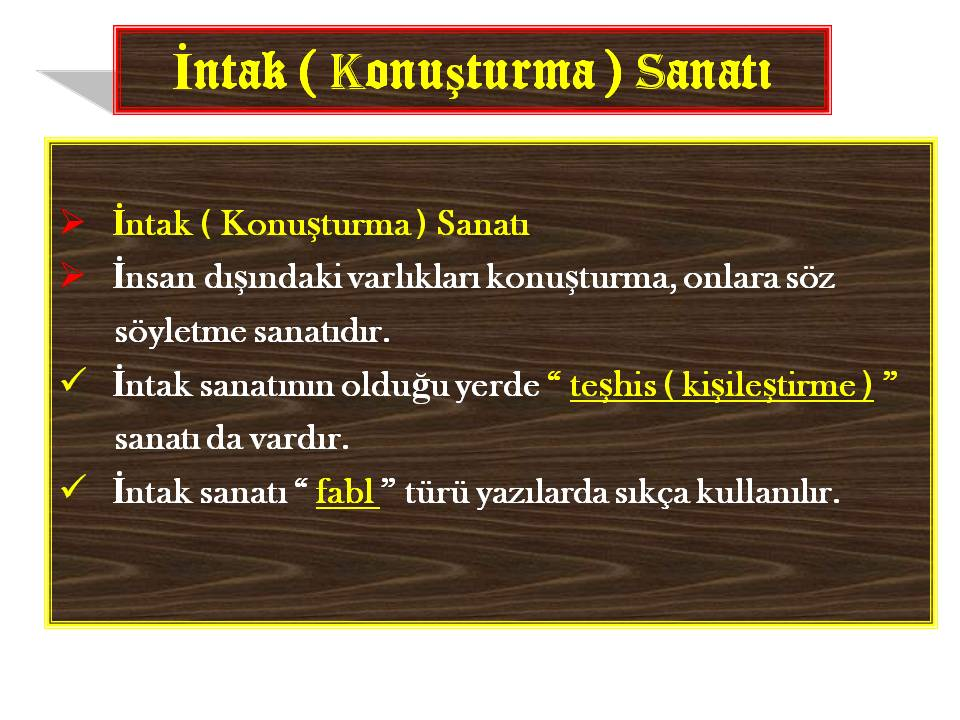 İntak ( Konuşturma ) Sanatı
İntak ( Konuşturma ) Sanatı
İnsan dışındaki varlıkları konuşturma, onlara söz
söyletme sanatıdır.
İntak sanatının olduğu yerde “ teşhis ( kişileştirme ) ”
sanatı da vardır.
İntak sanatı “ fabl ” türü yazılarda sıkça kullanılır.